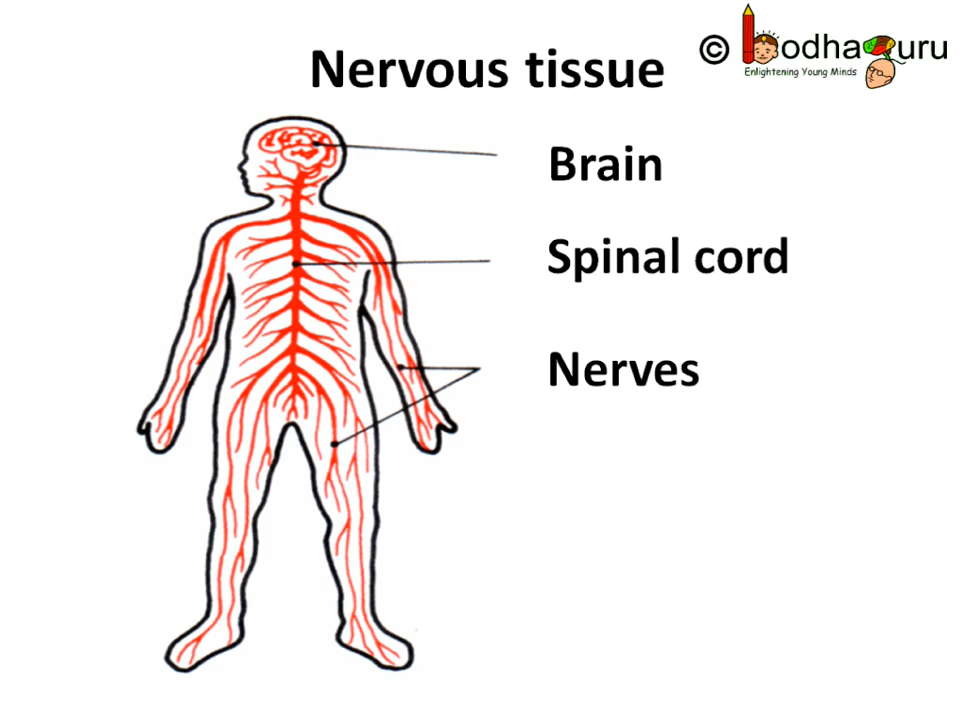 Nervous tissue
© BodhaGuru
Enlightening Young Minds
Brain
Spinal cord
Nerves